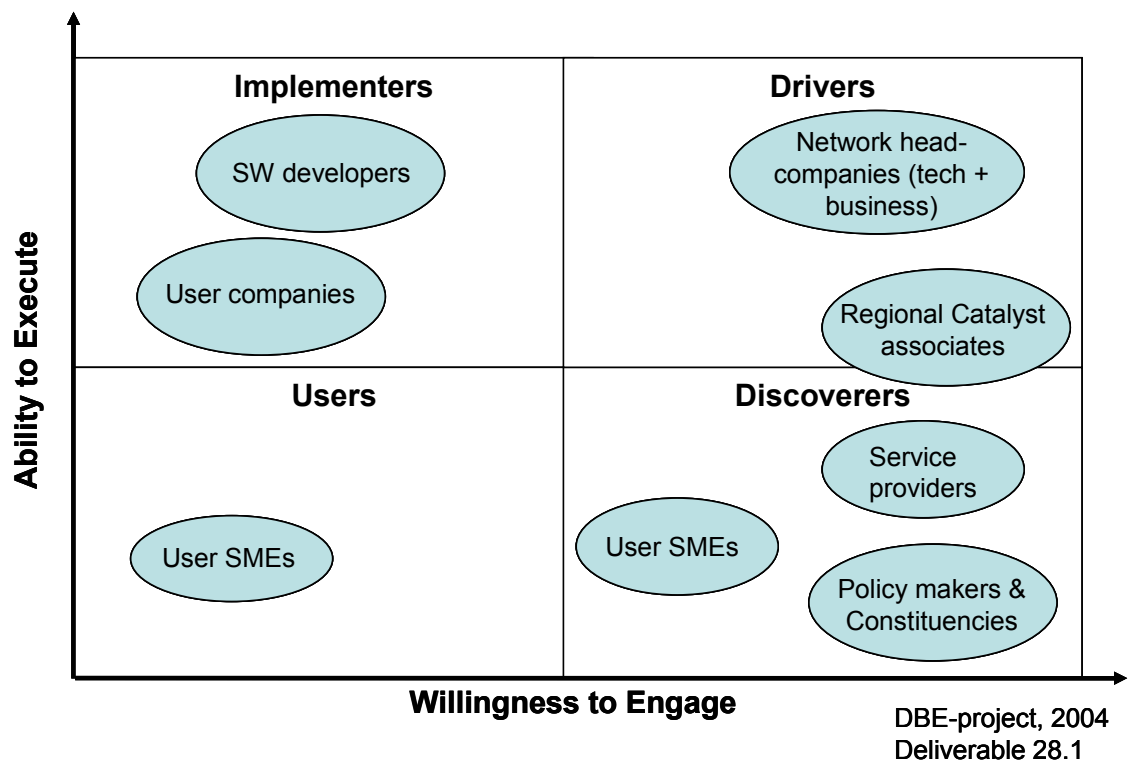 Implementers
Drivers
SW developers
Network head-
companies (tech +
business)
User companies
Regional Catalyst
associates
Ability to Execute
Users
Discoverers
Service
providers
User SMEs
User SMEs
Policy makers &
Constituencies
Willingness to Engage
DBE-project, 2004
Deliverable 28.1